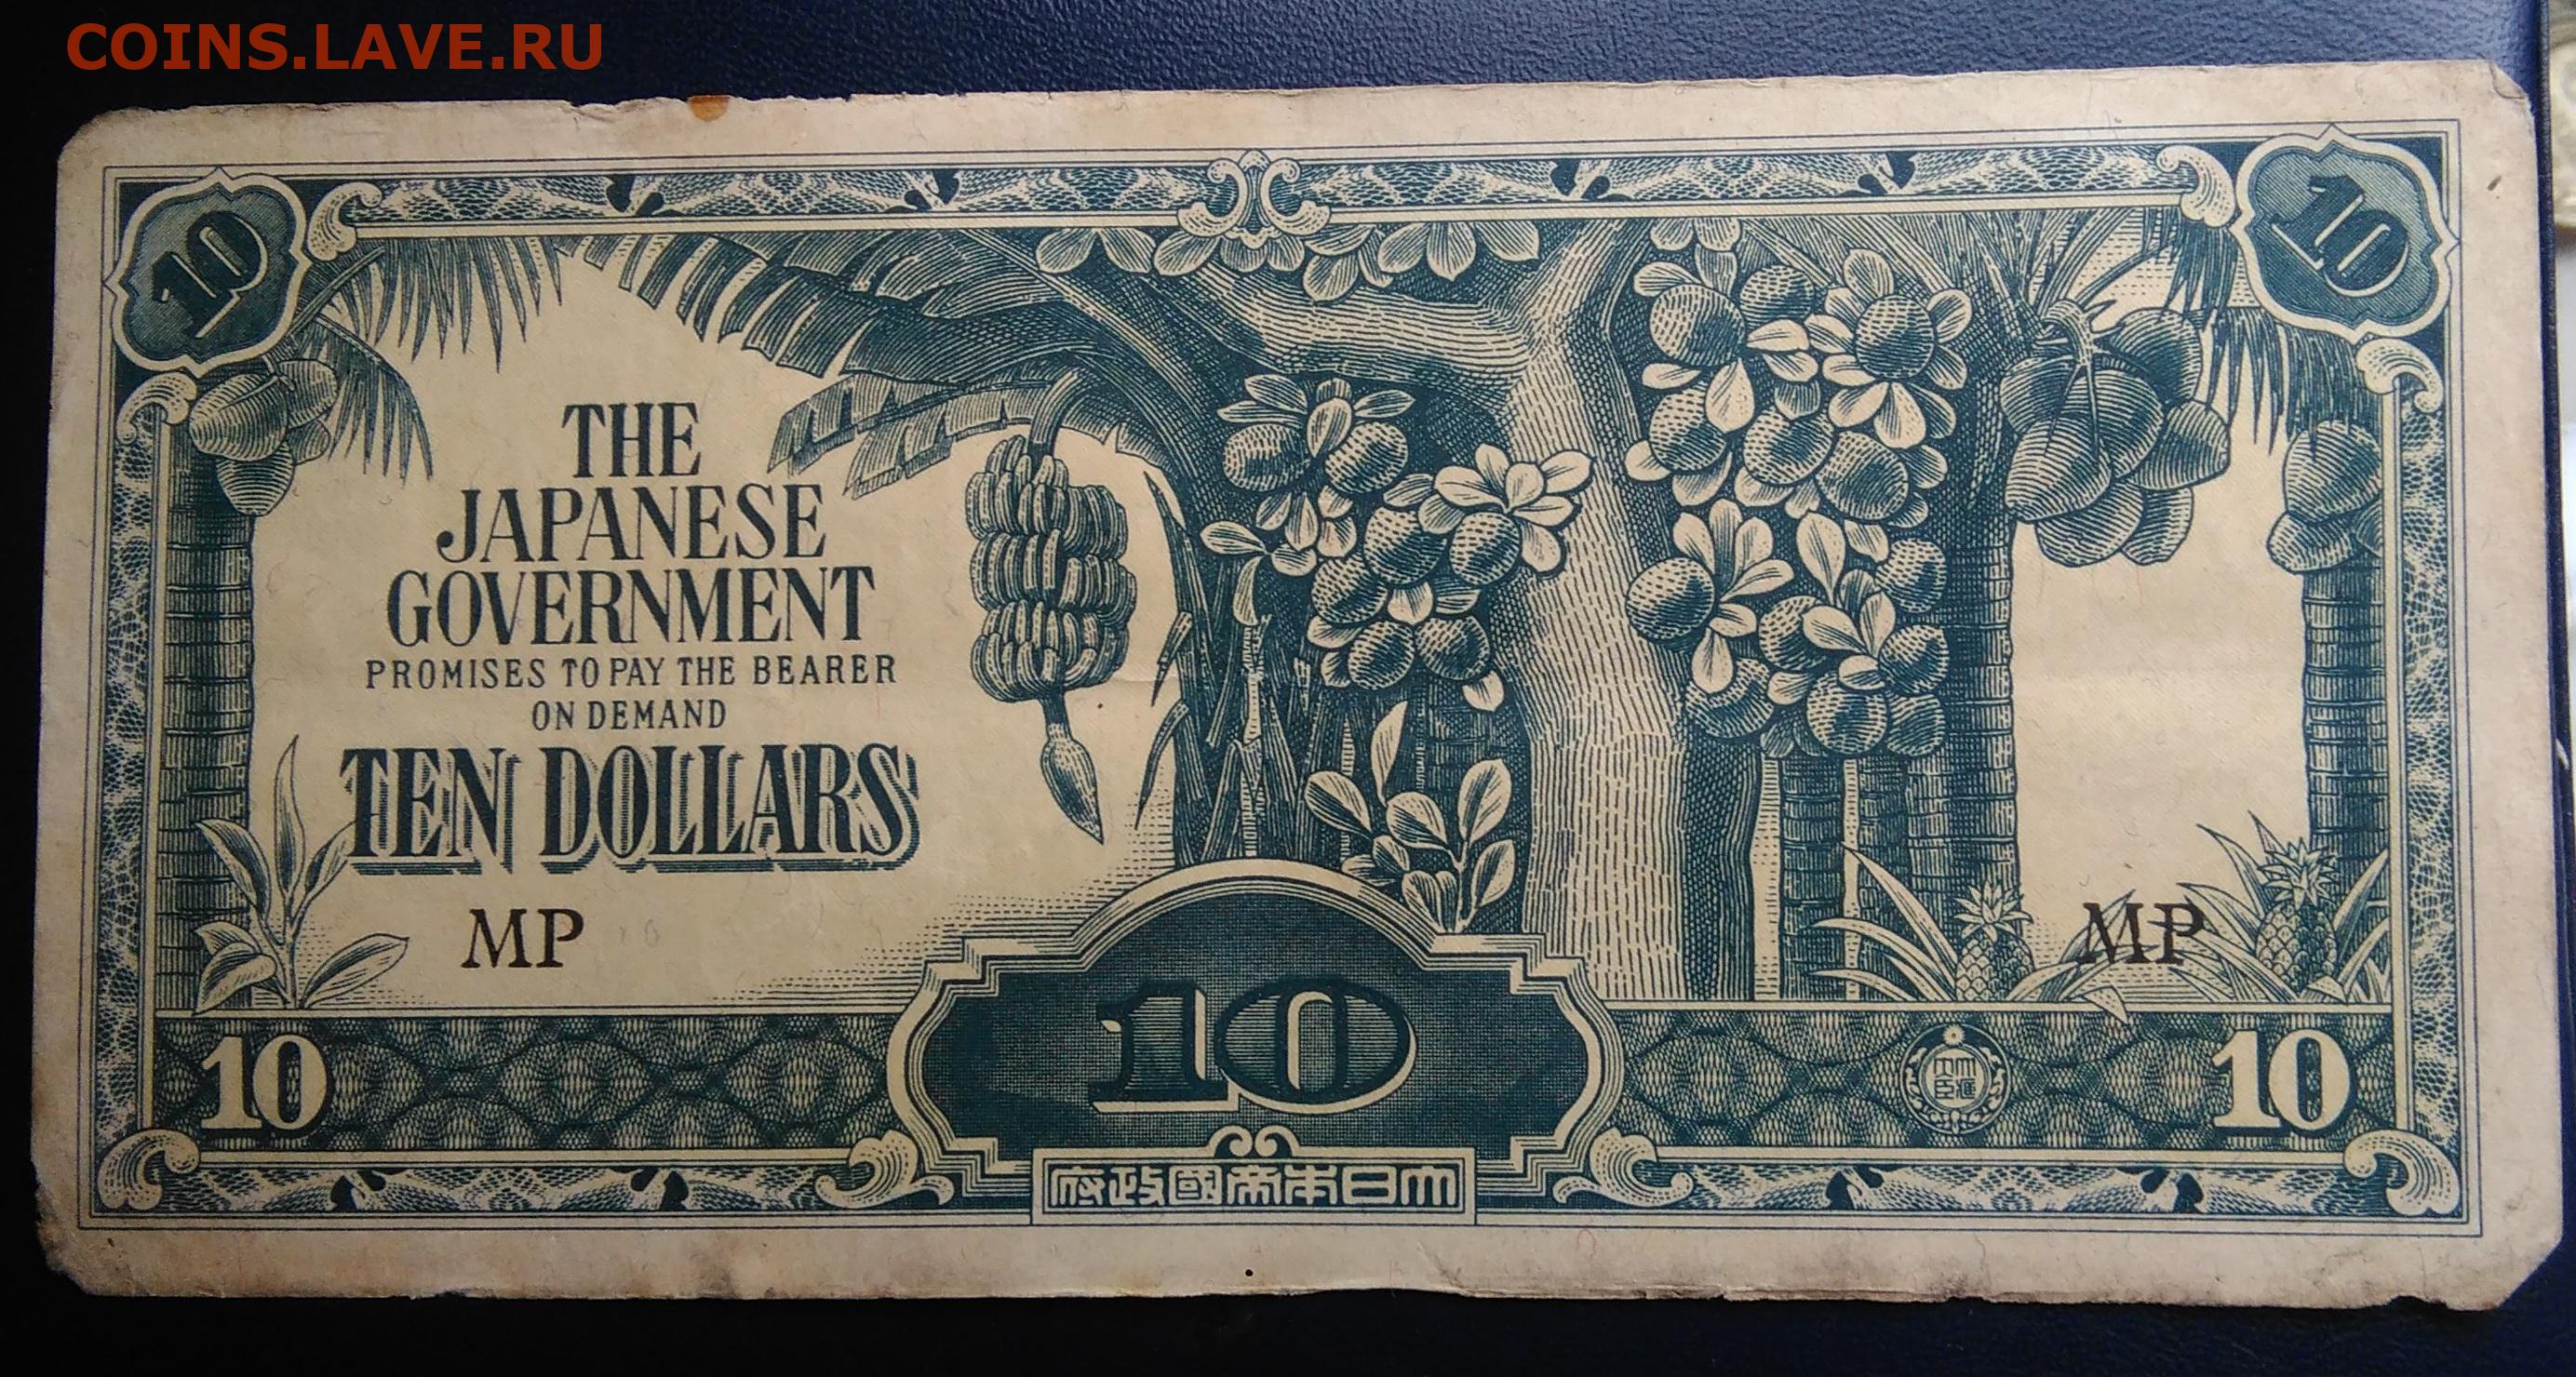 COINS.LAVE.RU
10 10
THE
JAPANESE
GOVERNMENT
PROMISES TO PAY THE BEARER
ON DEMAND
TEN DOLLARS
MP MP
10 10 10
府政國帝本日大